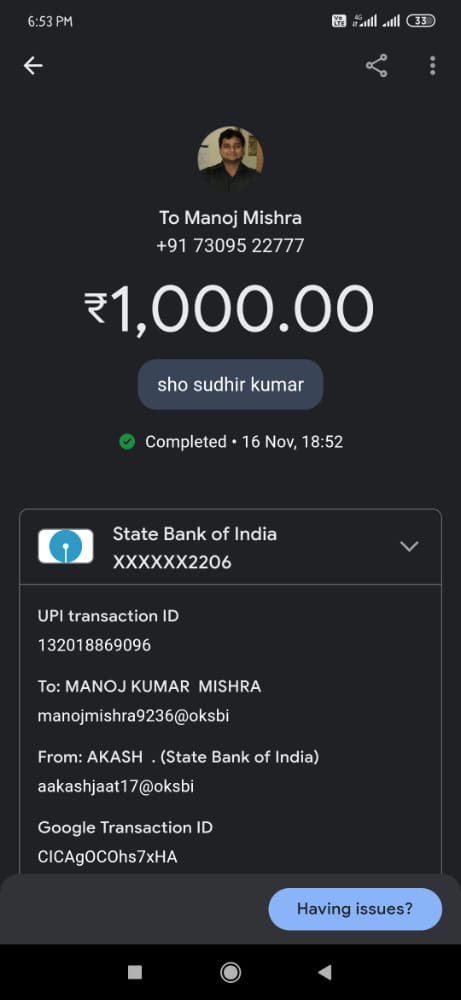 6:53 PM
Vo LTE 4G 33
To Manoj Mishra
+91 73095 22777
₹1,000.00
sho sudhir kumar
Completed • 16 Nov, 18:52
State Bank of India
XXXXXX2206
UPI transaction ID
132018869096
To: MANOJ KUMAR  MISHRA
manojmishra9236@oksbi
From: AKASH  . (State Bank of India)
aakashjaat17@oksbi
Google Transaction ID
CICAgOCOhs7xHA
Having issues?